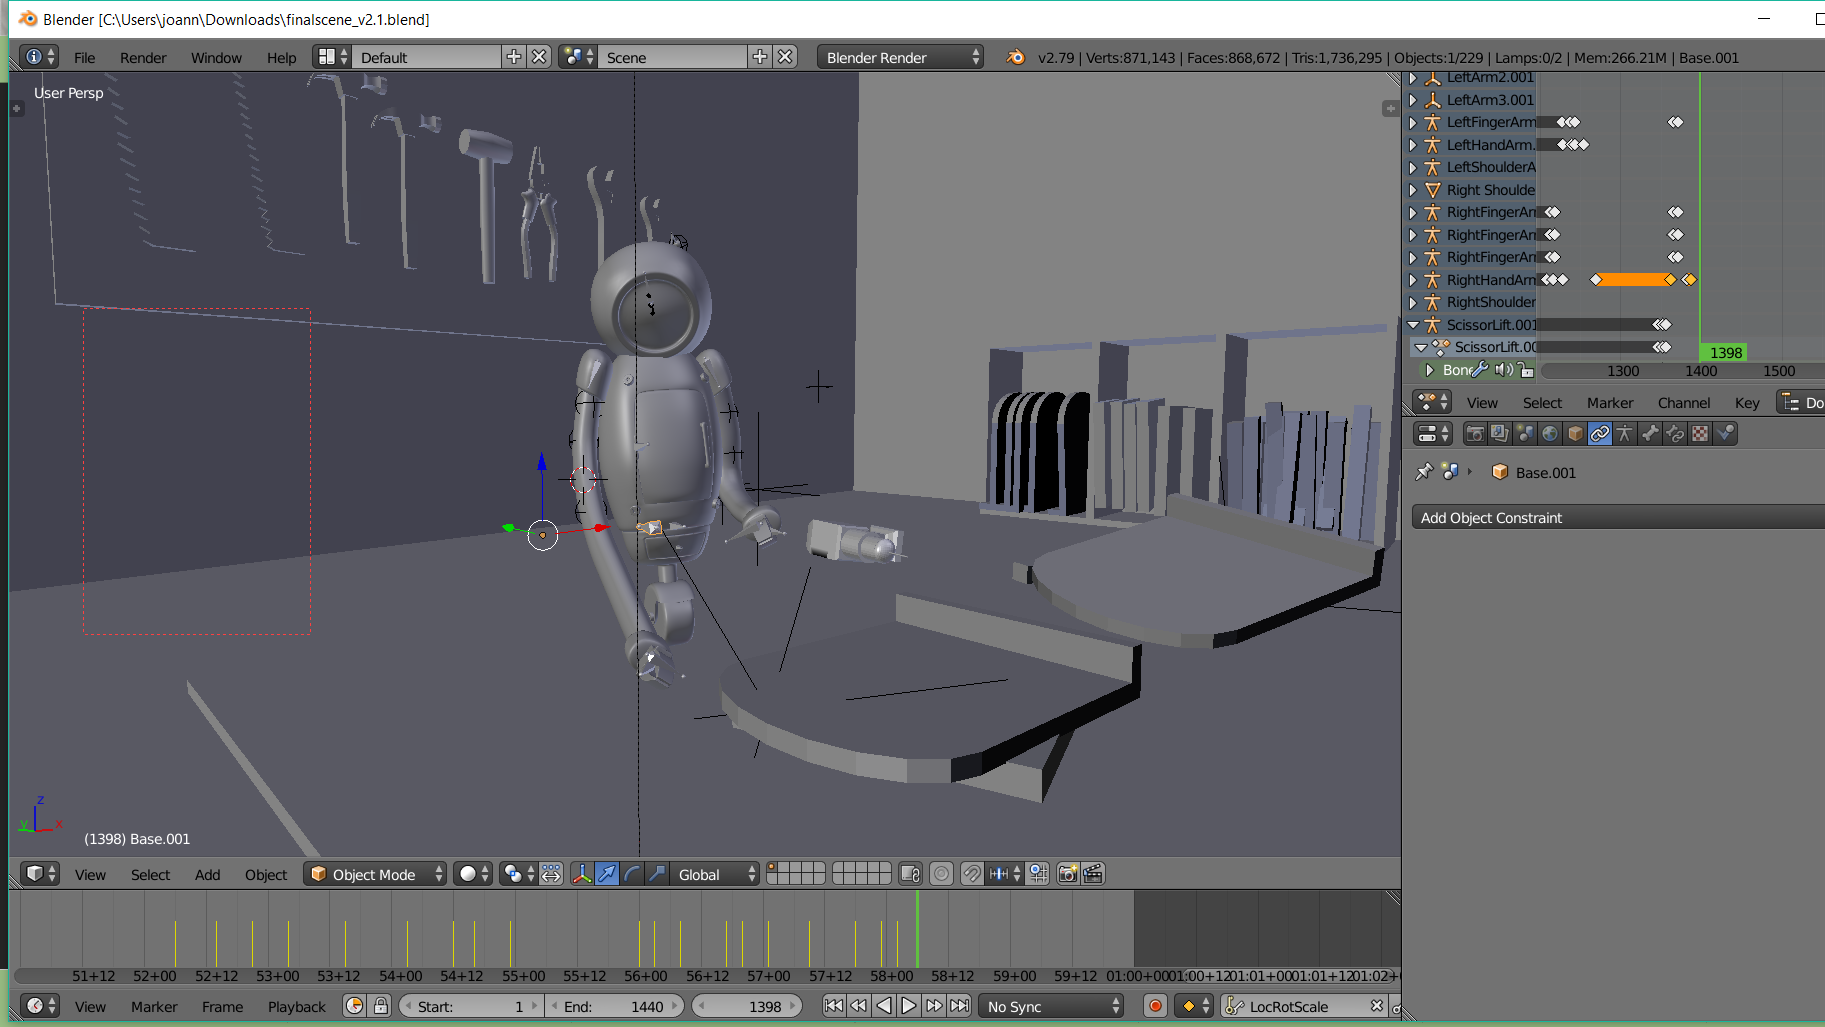 Blender [C:\Users\joann\Downloads\finalscene_v2.1.blend]
File Render Window Help Default Scene Blender Render v2.79 | Verts:871,143 | Faces:868,672 | Tris:1,736,295 | Objects:1/229 | Lamps:0/2 | Mem:266.21M | Base.001
User Persp
LeftArm2.001
LeftArm3.001
LeftFingerArm
LeftHandArm.
LeftShoulderA
Right Shoulde
RightFingerAr
RightFingerAr
RightFingerAr
RightHandArm
RightShoulder
ScissorLift.001
ScissorLift.00
1398
Bone 1300 1400 1500
View Select Marker Channel Key Do
Base.001
Add Object Constraint
z
y x
(1398) Base.001
View Select Add Object Object Mode Global
51+12 52+00 52+12 53+00 53+12 54+00 54+12 55+00 55+12 56+00 56+12 57+00 57+12 58+00 58+12 59+00 59+12 01:00+00 01:00+12 01:01+00 01:01+12 01:02+
View Marker Frame Playback Start: 1 End: 1440 1398 No Sync LocRotScale